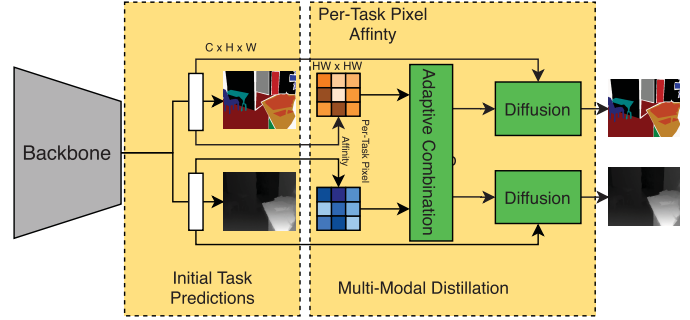 Per-Task Pixel
Affinty
C x H x W
HW x HW
Backbone
Per-Task Pixel
Affinity
Adaptive Combination
Diffusion
Diffusion
Initial Task
Predictions
Multi-Modal Distillation